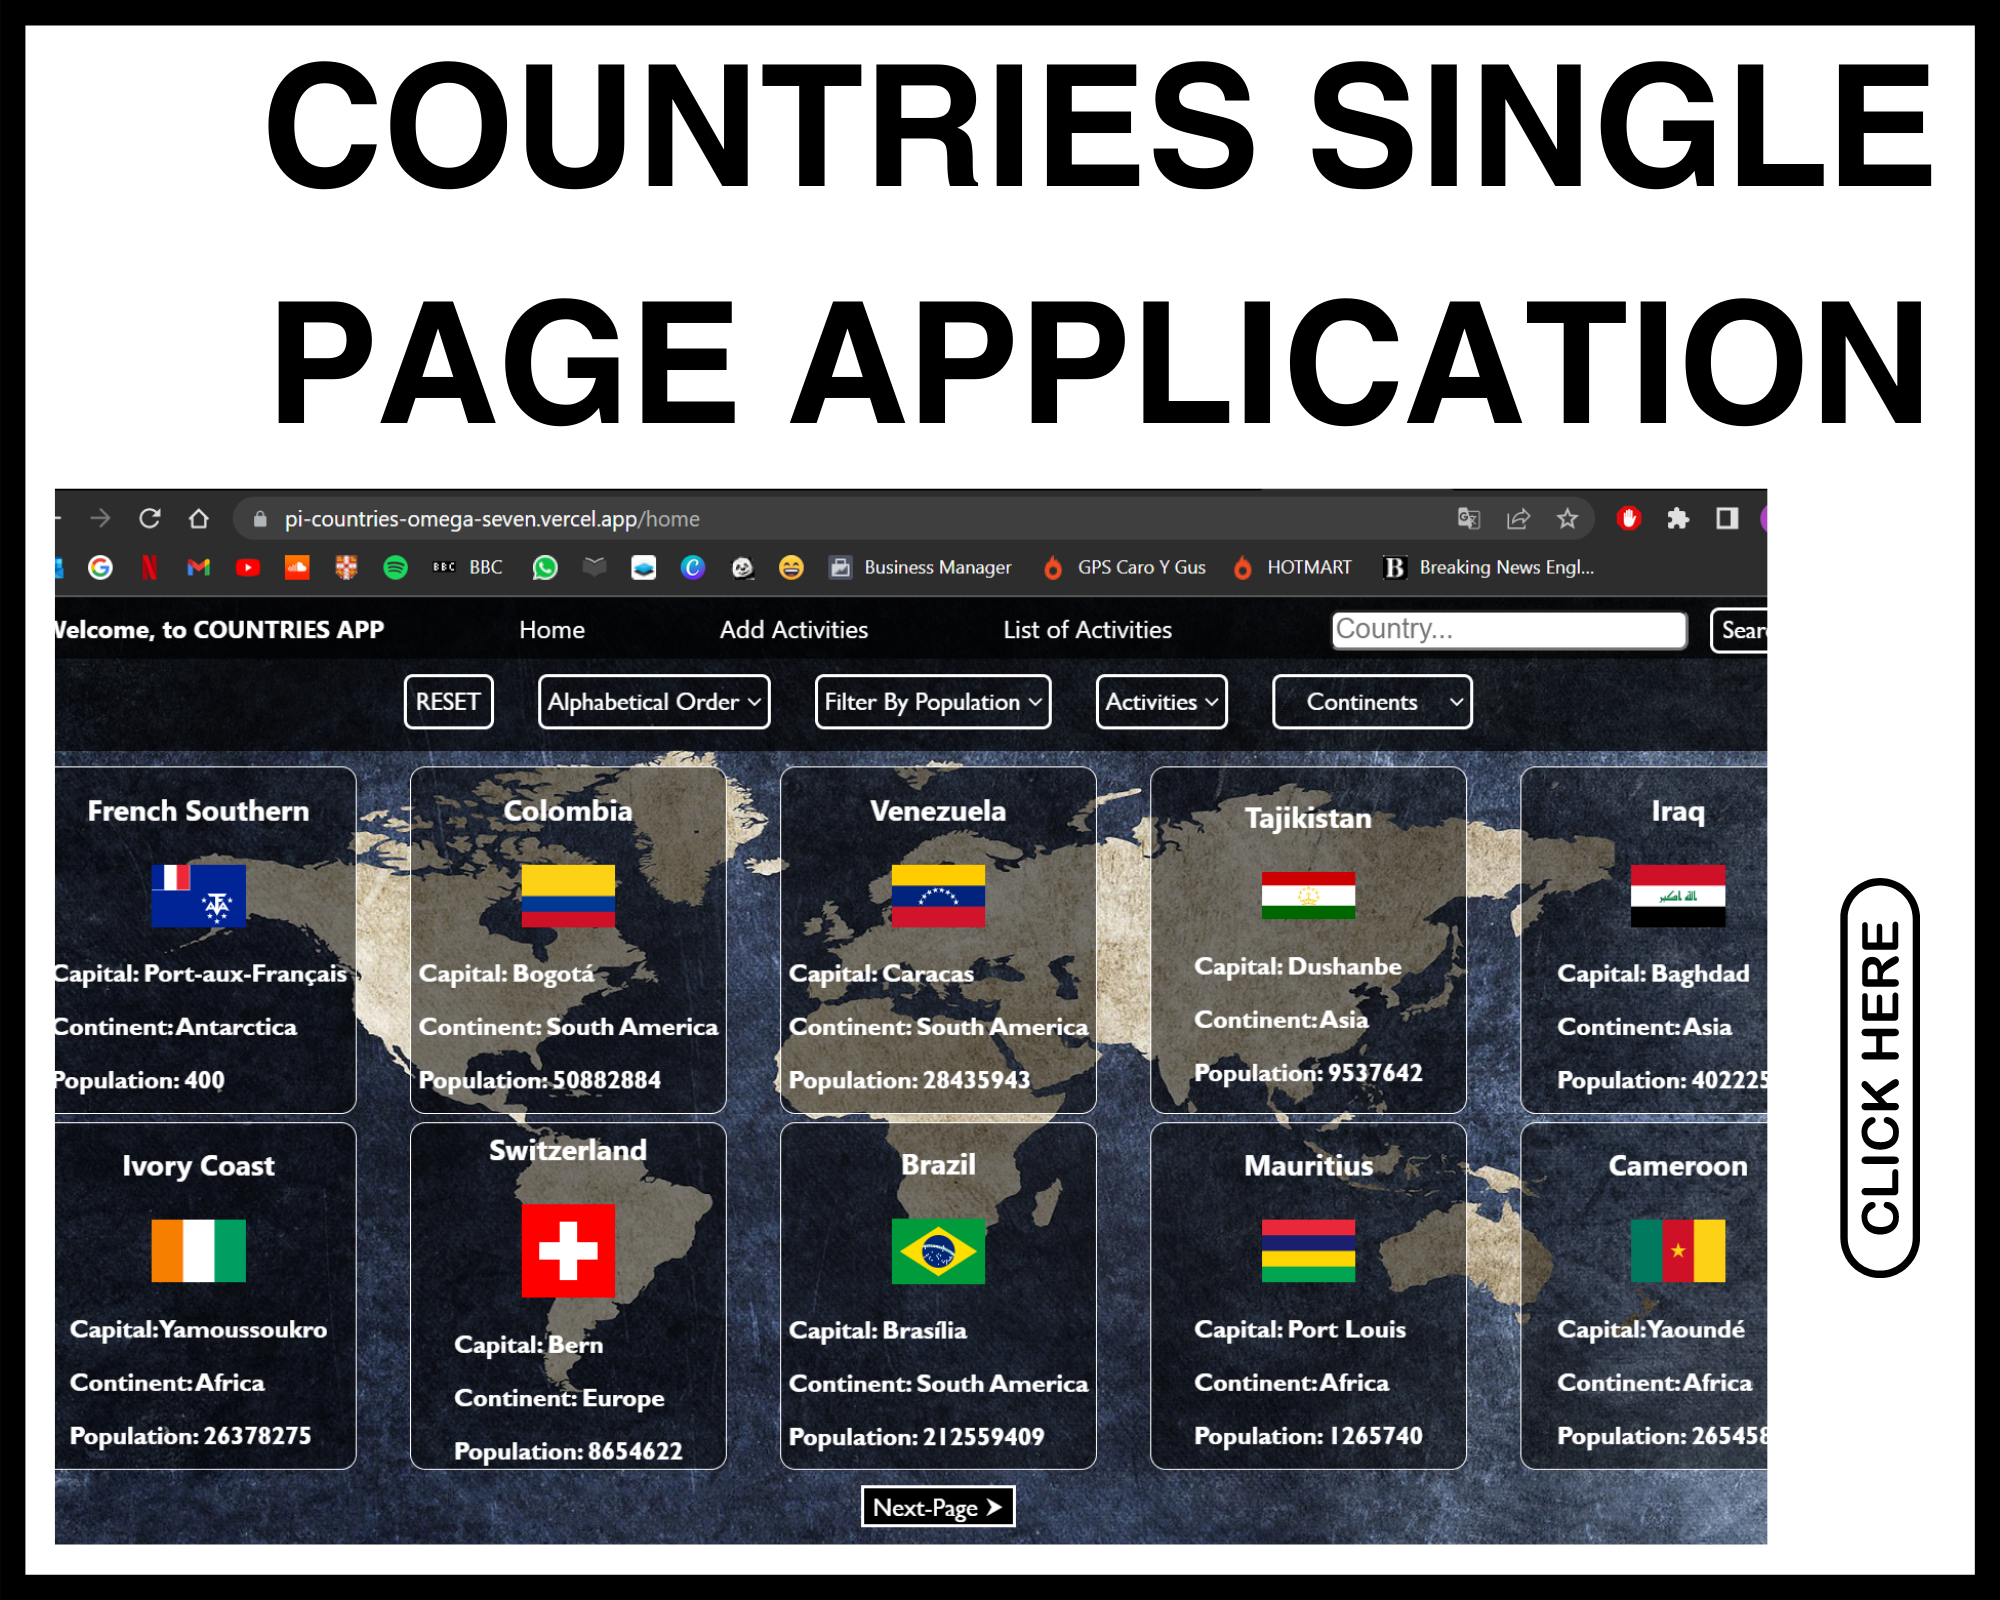 COUNTRIES SINGLE
PAGE APPLICATION
pi-countries-omega-seven.vercel.app/home
BBC BBC Business Manager GPS Caro Y Gus HOTMART B Breaking News Engl...
Welcome, to COUNTRIES APP Home Add Activities List of Activities Country... Sear
RESET Alphabetical Order Filter By Population Activities Continents
French Southern Colombia Venezuela Tajikistan Iraq
Capital: Port-aux-Français Capital: Bogotá Capital: Caracas Capital: Dushanbe Capital: Baghdad
Continent: Antarctica Continent: South America Continent: South America Continent: Asia Continent: Asia
Population: 400 Population: 50882884 Population: 28435943 Population: 9537642 Population: 402225
Ivory Coast Switzerland Brazil Mauritius Cameroon
Capital: Yamoussoukro Capital: Bern Capital: Brasília Capital: Port Louis Capital: Yaoundé
Continent: Africa Continent: Europe Continent: South America Continent: Africa Continent: Africa
Population: 26378275 Population: 8654622 Population: 212559409 Population: 1265740 Population: 265458
Next-Page
CLICK HERE